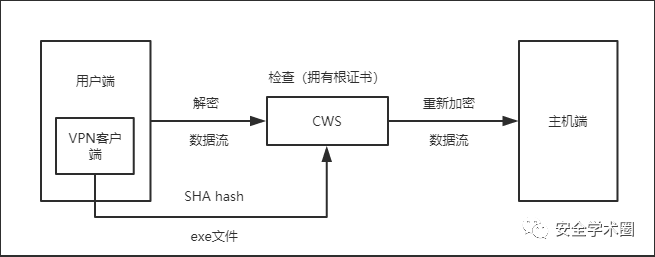 用户端
VPN客户
端
解密
数据流
检查（拥有根证书）
CWS
重新加密
数据流
主机端
SHA hash
exe文件
安全学术圈